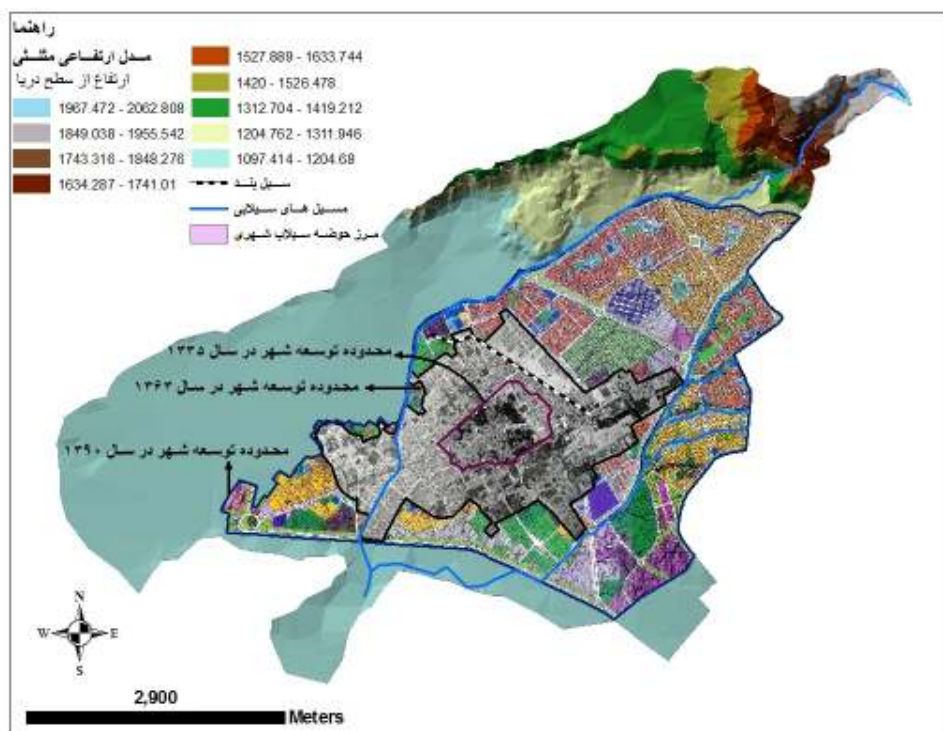 راهنما
مدل ارتفاعی مثلثی
ارتفاع از سطح دریا
1967.472 - 2062.808
1849.038 - 1955.542
1743.316 - 1848.276
1634.287 - 1741.01
1527.889 - 1633.744
1420 - 1526.478
1312.704 - 1419.212
1204.762 - 1311.946
1097.414 - 1204.68
سیل بند
مسیل های سیلابی
مرز حوضه سیلاب شهری
محدوده توسعه شهر در سال ۱۳۳۵
محدوده توسعه شهر در سال ۱۳۶۳
محدوده توسعه شهر در سال ۱۳۹۰
N
W E
S
2,900
Meters